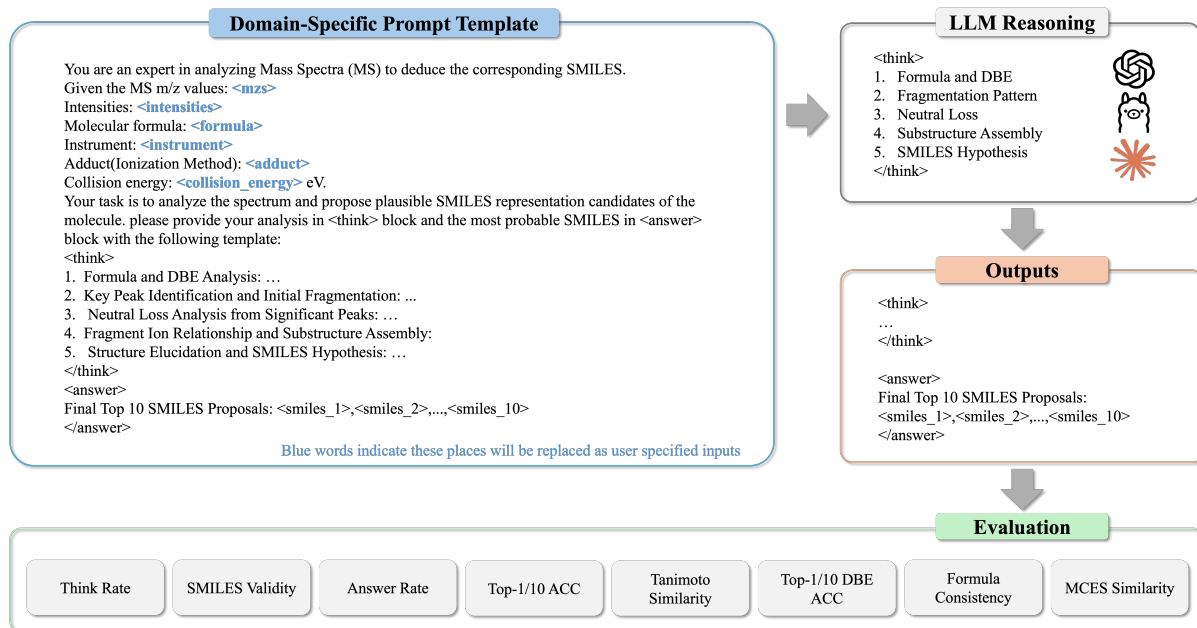 Domain-Specific Prompt Template
You are an expert in analyzing Mass Spectra (MS) to deduce the corresponding SMILES.
Given the MS m/z values: <mzs>
Intensities: <intensities>
Molecular formula: <formula>
Instrument: <instrument>
Adduct(Ionization Method): <adduct>
Collision energy: <collision_energy> eV.
Your task is to analyze the spectrum and propose plausible SMILES representation candidates of the
molecule. please provide your analysis in <think> block and the most probable SMILES in <answer>
block with the following template:
<think>
1. Formula and DBE Analysis: …
2. Key Peak Identification and Initial Fragmentation: ...
3. Neutral Loss Analysis from Significant Peaks: …
4. Fragment Ion Relationship and Substructure Assembly:
5. Structure Elucidation and SMILES Hypothesis: …
</think>
<answer>
Final Top 10 SMILES Proposals: <smiles_1>,<smiles_2>,...,<smiles_10>
</answer>
Blue words indicate these places will be replaced as user specified inputs
LLM Reasoning
<think>
1. Formula and DBE
2. Fragmentation Pattern
3. Neutral Loss
4. Substructure Assembly
5. SMILES Hypothesis
</think>
Outputs
<think>
…
</think>
<answer>
Final Top 10 SMILES Proposals:
<smiles_1>,<smiles_2>,...,<smiles_10>
</answer>
Evaluation
Think Rate
SMILES Validity
Answer Rate
Top-1/10 ACC
Tanimoto
Similarity
Top-1/10 DBE
ACC
Formula
Consistency
MCES Similarity